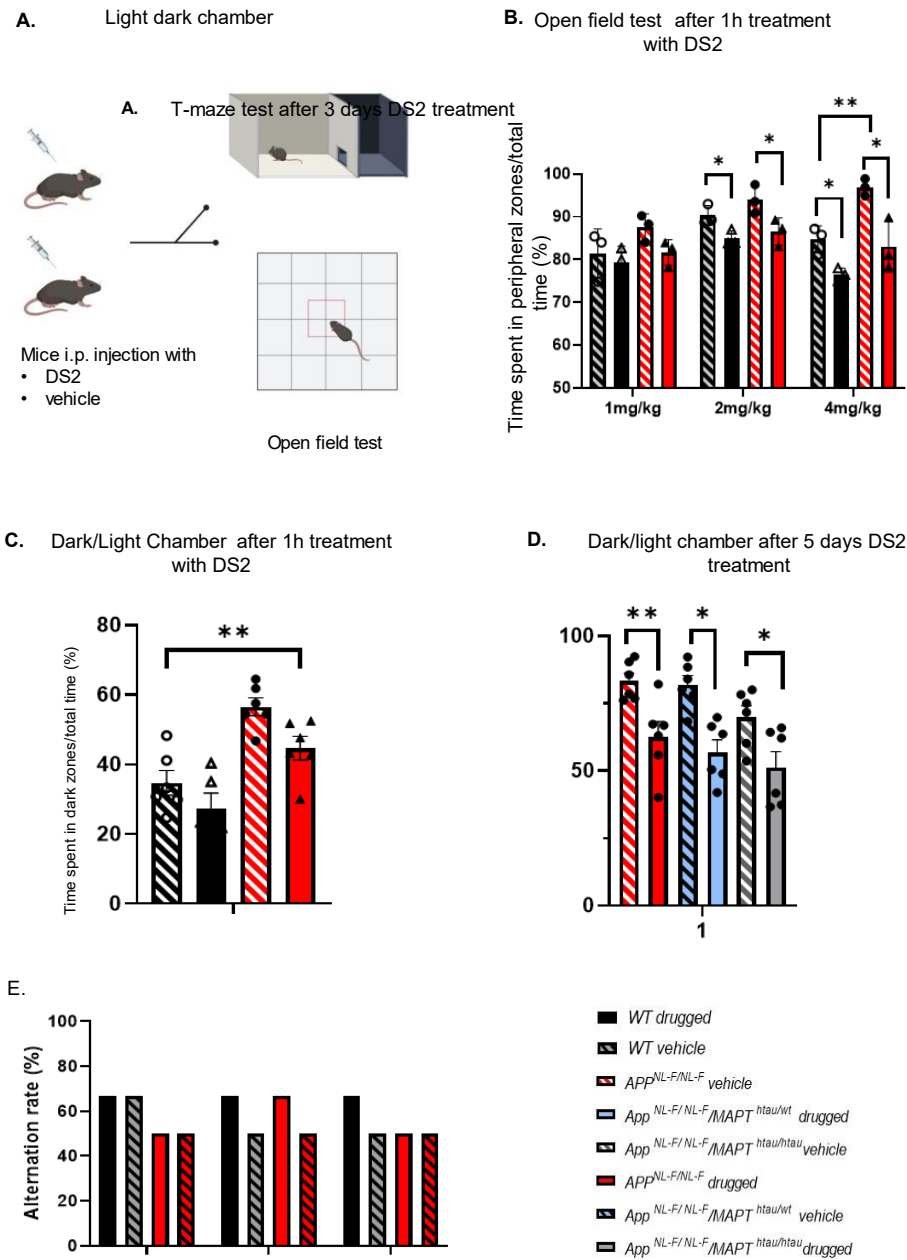 A.
Light dark chamber
A.
T-maze test after 3 days DS2 treatment
Mice i.p. injection with
• DS2
• vehicle
Open field test
B.
Open field test after 1h treatment
with DS2
Time spent in peripheral zones/total
time (%)
100
90
80
70
60
50
*
*
*
**
*
1mg/kg
2mg/kg
4mg/kg
C.
Dark/Light Chamber after 1h treatment
with DS2
Time spent in dark zones/total time (%)
80
60
40
20
0
**
D.
Dark/light chamber after 5 days DS2
treatment
100
50
0
**
*
*
1
E.
Alternation rate (%)
100
80
60
40
20
0
WT drugged
WT vehicle
APP NL-F/NL-F vehicle
App NL-F/ NL-F /MAPT htau/wt drugged
App NL-F/ NL-F /MAPT htau/htau vehicle
APP NL-F/NL-F drugged
App NL-F/ NL-F /MAPT htau/wt vehicle
App NL-F/ NL-F /MAPT htau/htau drugged